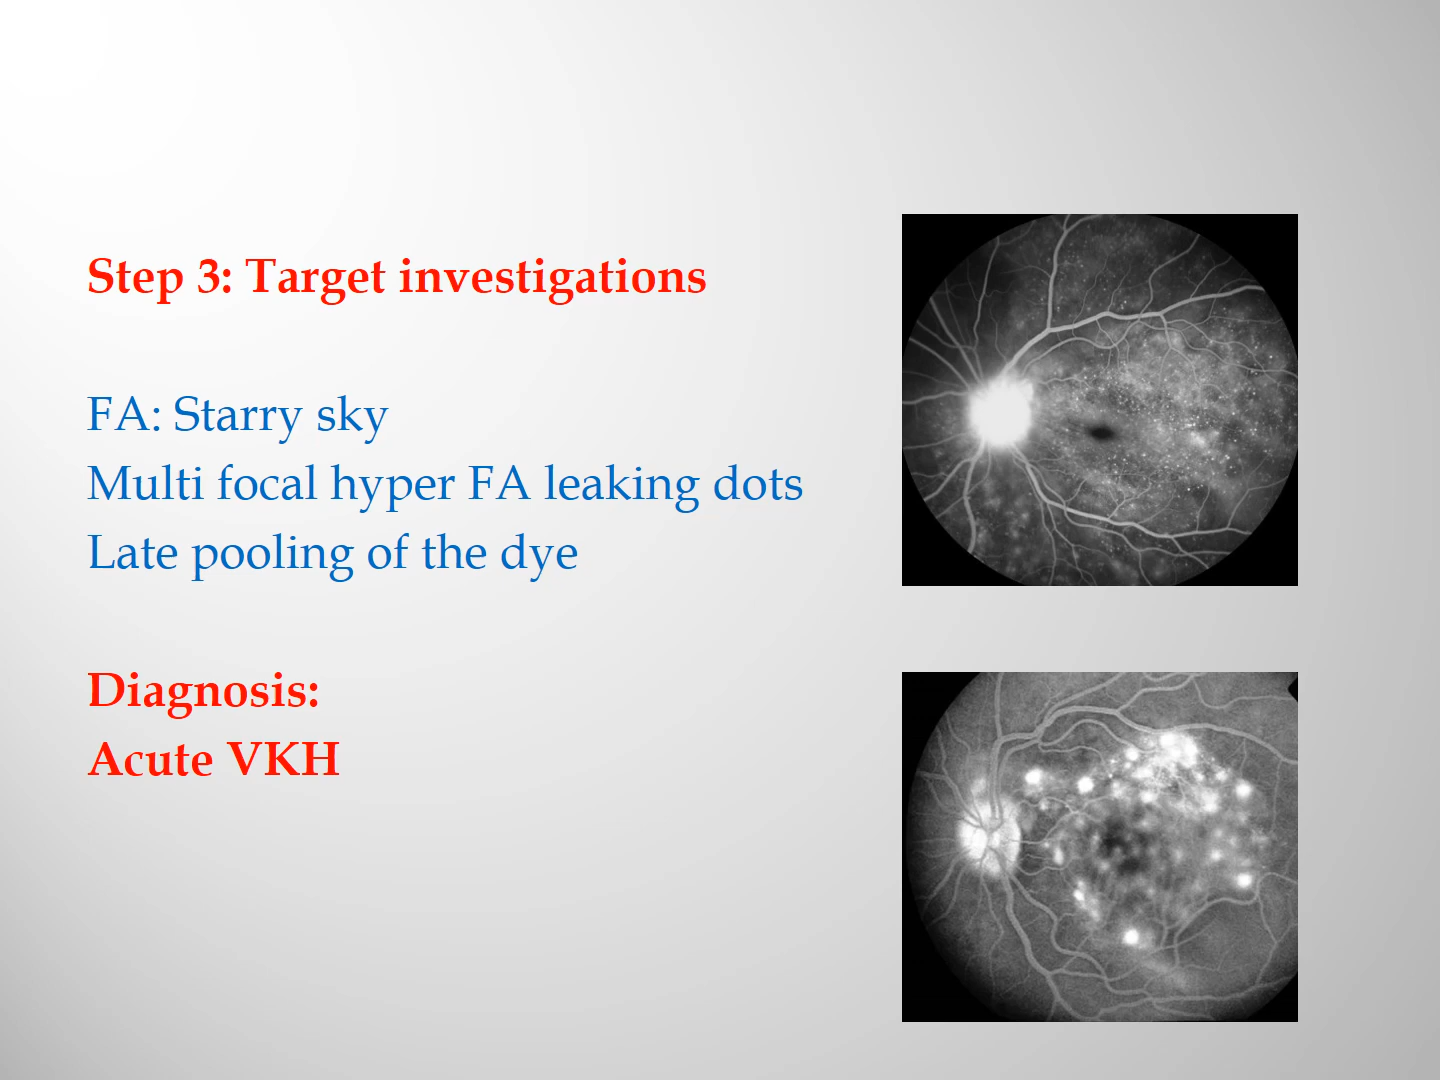 Step 3: Target investigations
FA: Starry sky
Multi focal hyper FA leaking dots
Late pooling of the dye
Diagnosis:
Acute VKH